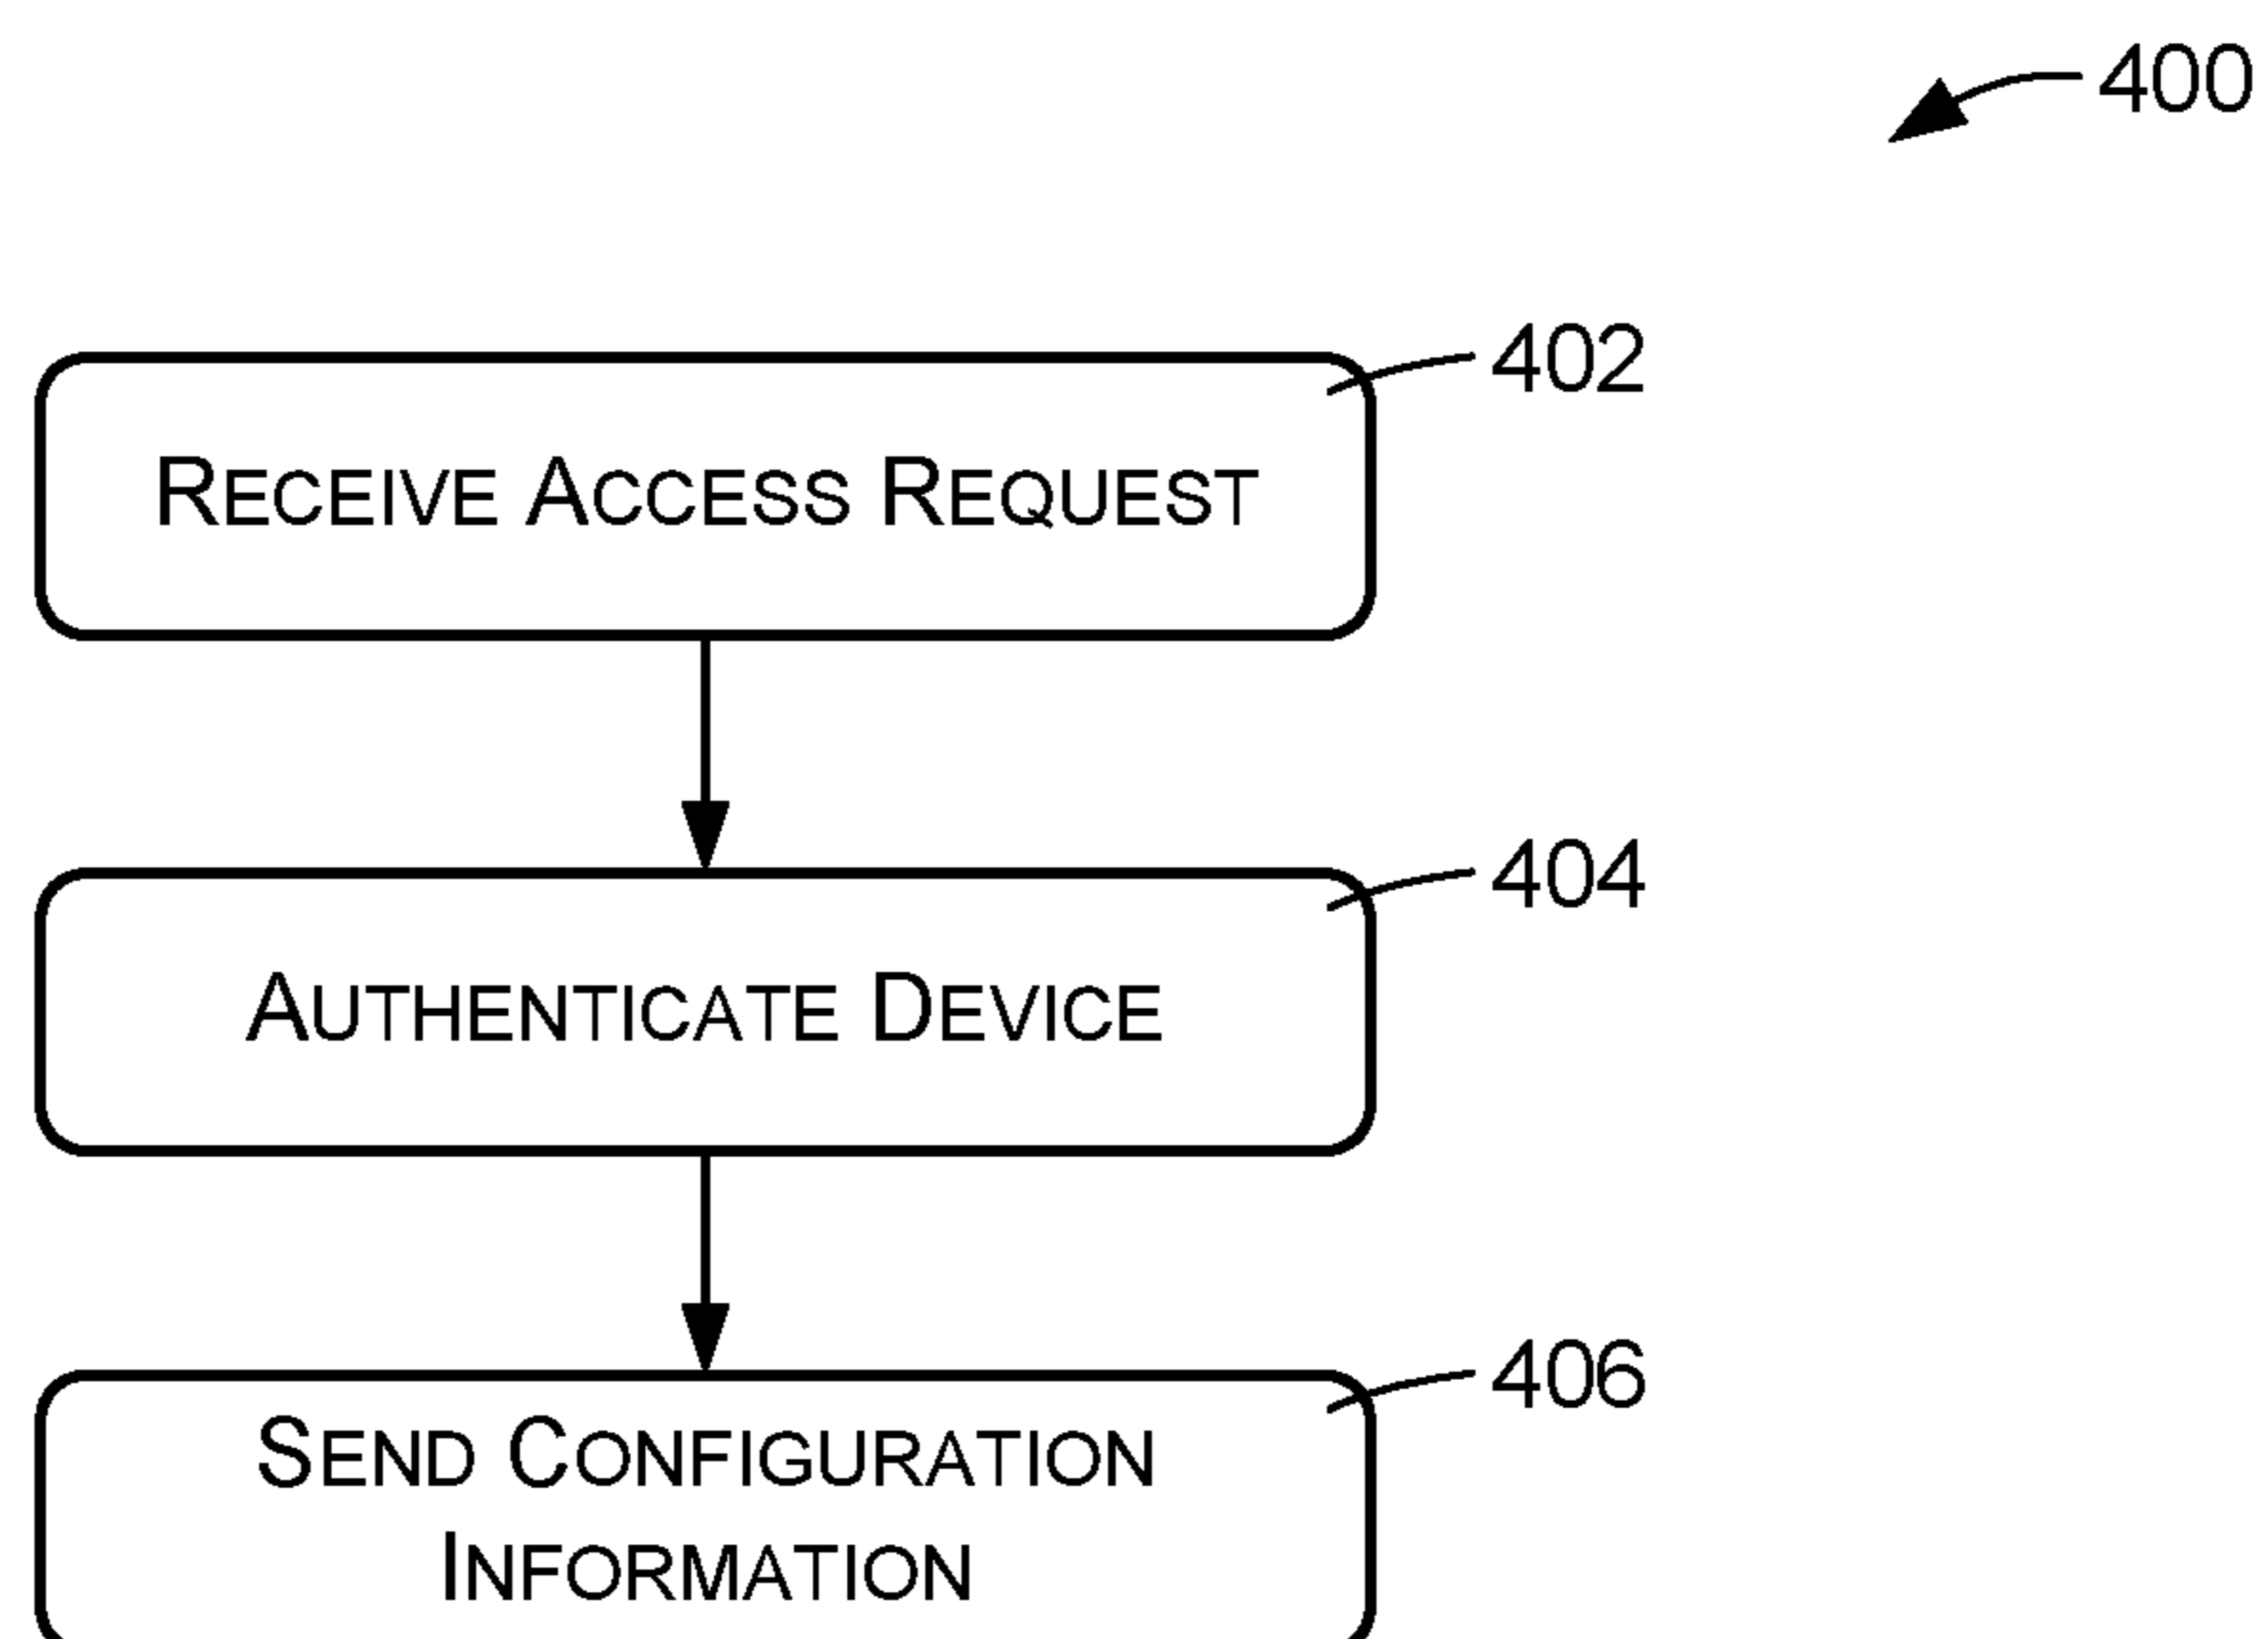 400
402
RECEIVE ACCESS REQUEST
404
AUTHENTICATE DEVICE
406
SEND CONFIGURATION
INFORMATION